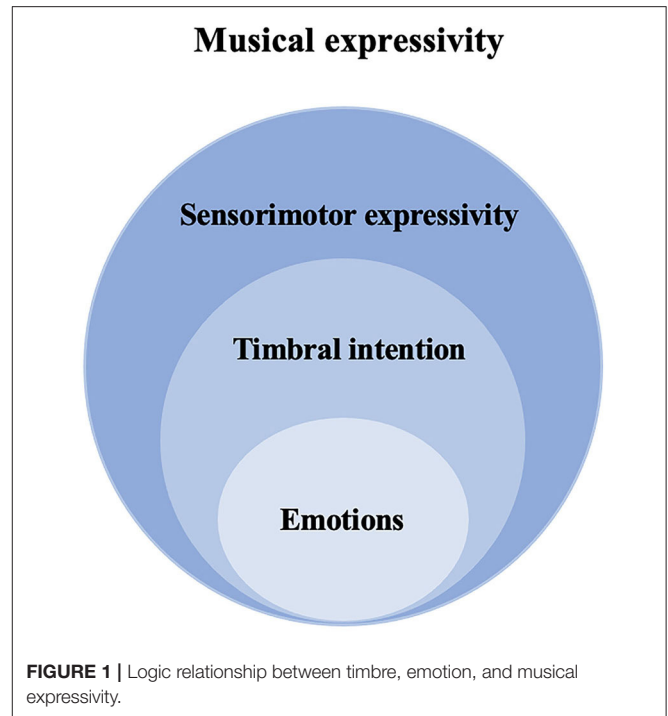 Musical expressivity
Sensorimotor expressivity
Timbral intention
Emotions
FIGURE 1 | Logic relationship between timbre, emotion, and musical
expressivity.